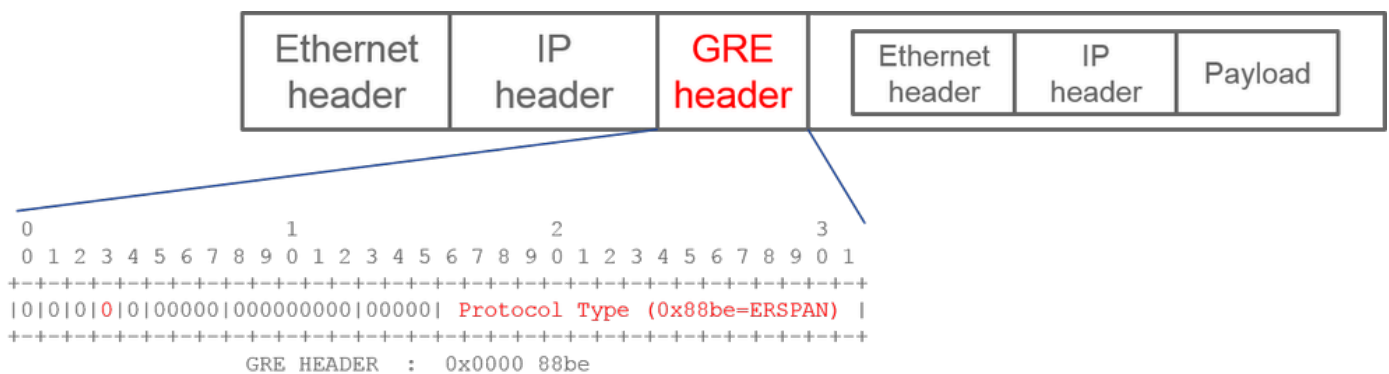 Ethernet header
IP header
GRE header
Ethernet header
IP header
Payload
0                   1                   2                   3
0 1 2 3 4 5 6 7 8 9 0 1 2 3 4 5 6 7 8 9 0 1 2 3 4 5 6 7 8 9 0 1
+-+-+-+-+-+-+-+-+-+-+-+-+-+-+-+-+-+-+-+-+-+-+-+-+-+-+-+-+-+-+-+-+
|0|0|0|0|0|00000|000000000|00000| Protocol Type (0x88be=ERSPAN) |
+-+-+-+-+-+-+-+-+-+-+-+-+-+-+-+-+-+-+-+-+-+-+-+-+-+-+-+-+-+-+-+-+
GRE HEADER : 0x0000 88be